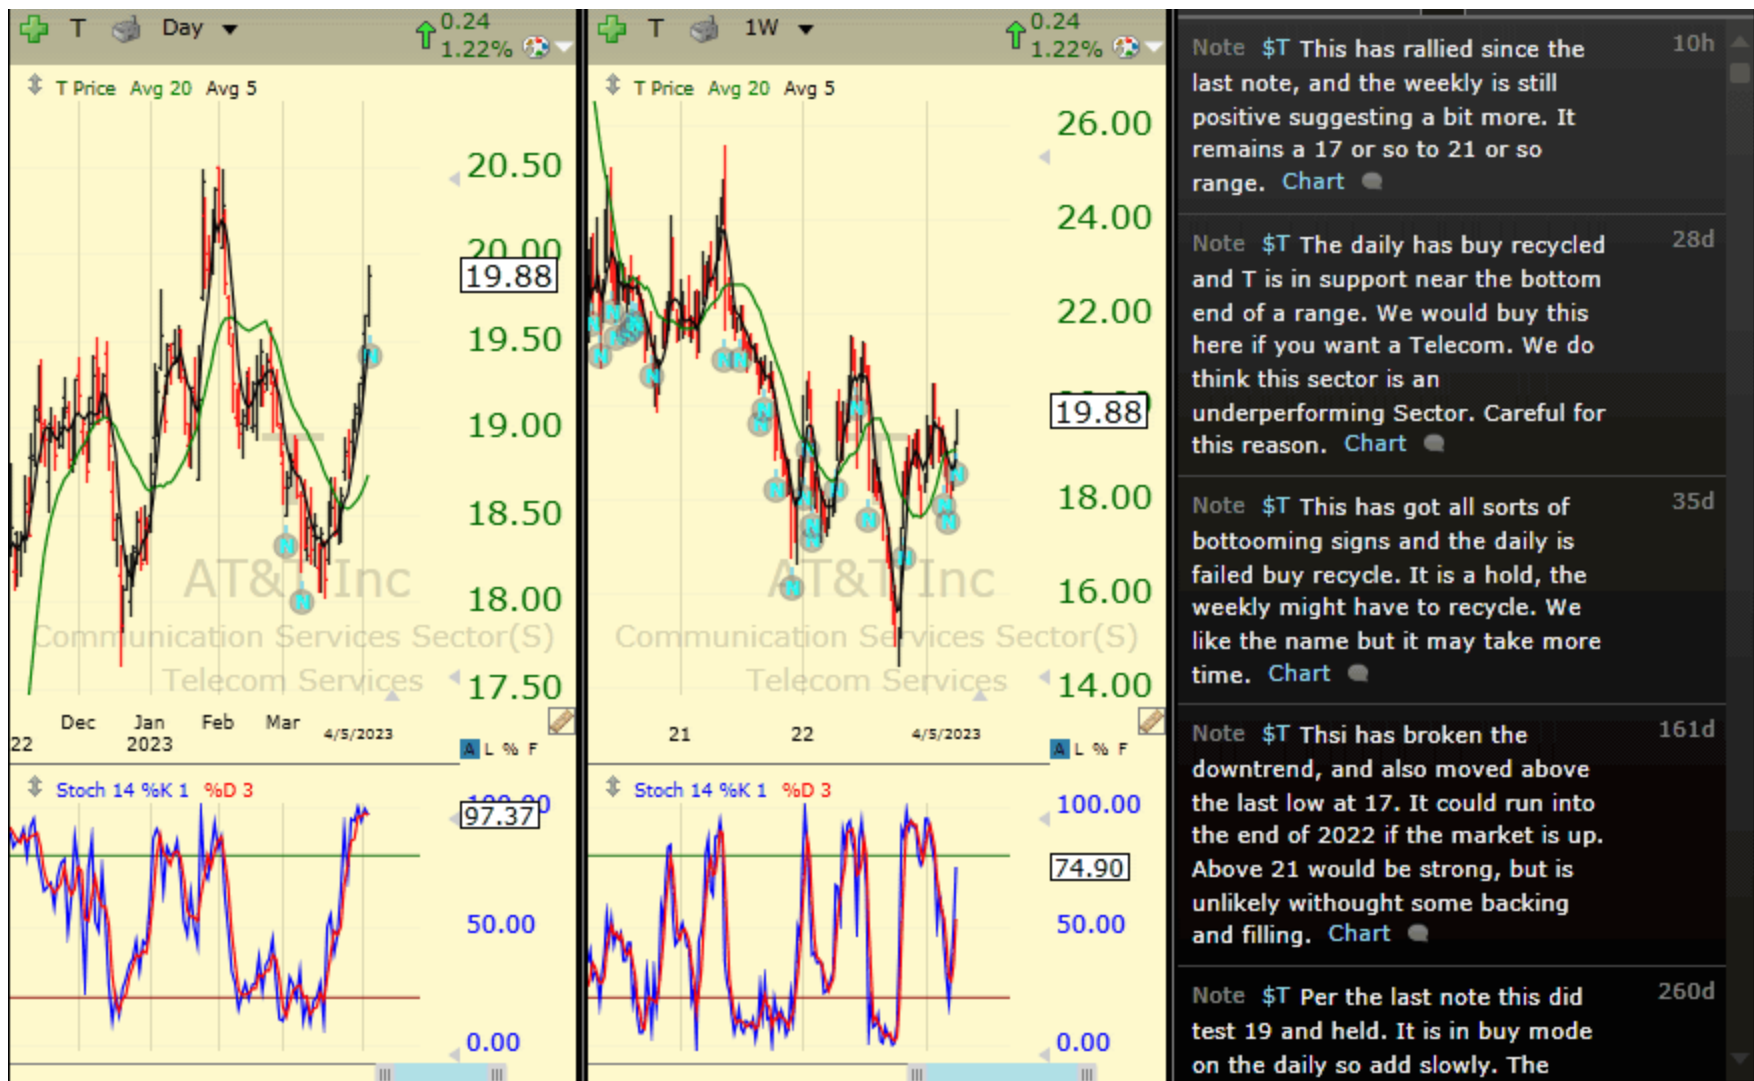 T Day 0.24
1.22%
T Price Avg 20 Avg 5
20.50
20.00
19.88
19.50
19.00
18.50
18.00
17.50
T
AT&T Inc
Communication Services Sector(S)
Telecom Services
Dec Jan Feb Mar 4/5/2023
22 2023
A L % F
Stoch 14 %K 1 %D 3
100.00
97.37
50.00
0.00
T 1W 0.24
1.22%
T Price Avg 20 Avg 5
26.00
24.00
22.00
19.88
18.00
16.00
14.00
T
AT&T Inc
Communication Services Sector(S)
Telecom Services
21 22 4/5/2023
A L % F
Stoch 14 %K 1 %D 3
100.00
74.90
50.00
0.00
Note $T This has rallied since the 10h
last note, and the weekly is still
positive suggesting a bit more. It
remains a 17 or so to 21 or so
range. Chart
Note $T The daily has buy recycled 28d
and T is in support near the bottom
end of a range. We would buy this
here if you want a Telecom. We do
think this sector is an
underperforming Sector. Careful for
this reason. Chart
Note $T This has got all sorts of 35d
bottooming signs and the daily is
failed buy recycle. It is a hold, the
weekly might have to recycle. We
like the name but it may take more
time. Chart
Note $T Thsi has broken the 161d
downtrend, and also moved above
the last low at 17. It could run into
the end of 2022 if the market is up.
Above 21 would be strong, but is
unlikely withought some backing
and filling. Chart
Note $T Per the last note this did 260d
test 19 and held. It is in buy mode
on the daily so add slowly. The